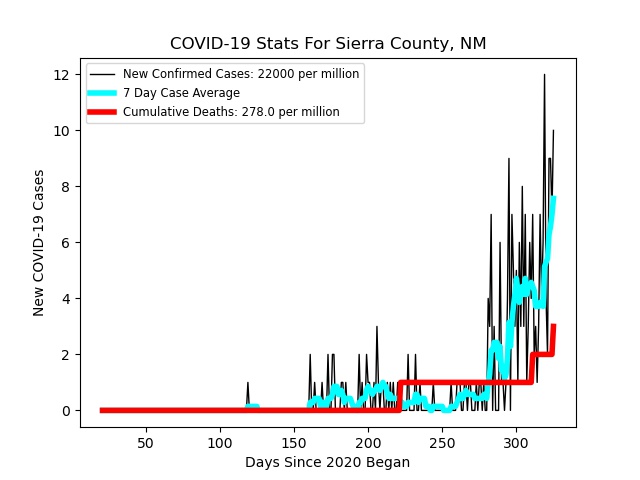 COVID-19 Stats For Sierra County, NM
New Confirmed Cases: 22000 per million
7 Day Case Average
Cumulative Deaths: 278.0 per million
12
10
8
6
4
2
0
New COVID-19 Cases
50 100 150 200 250 300
Days Since 2020 Began